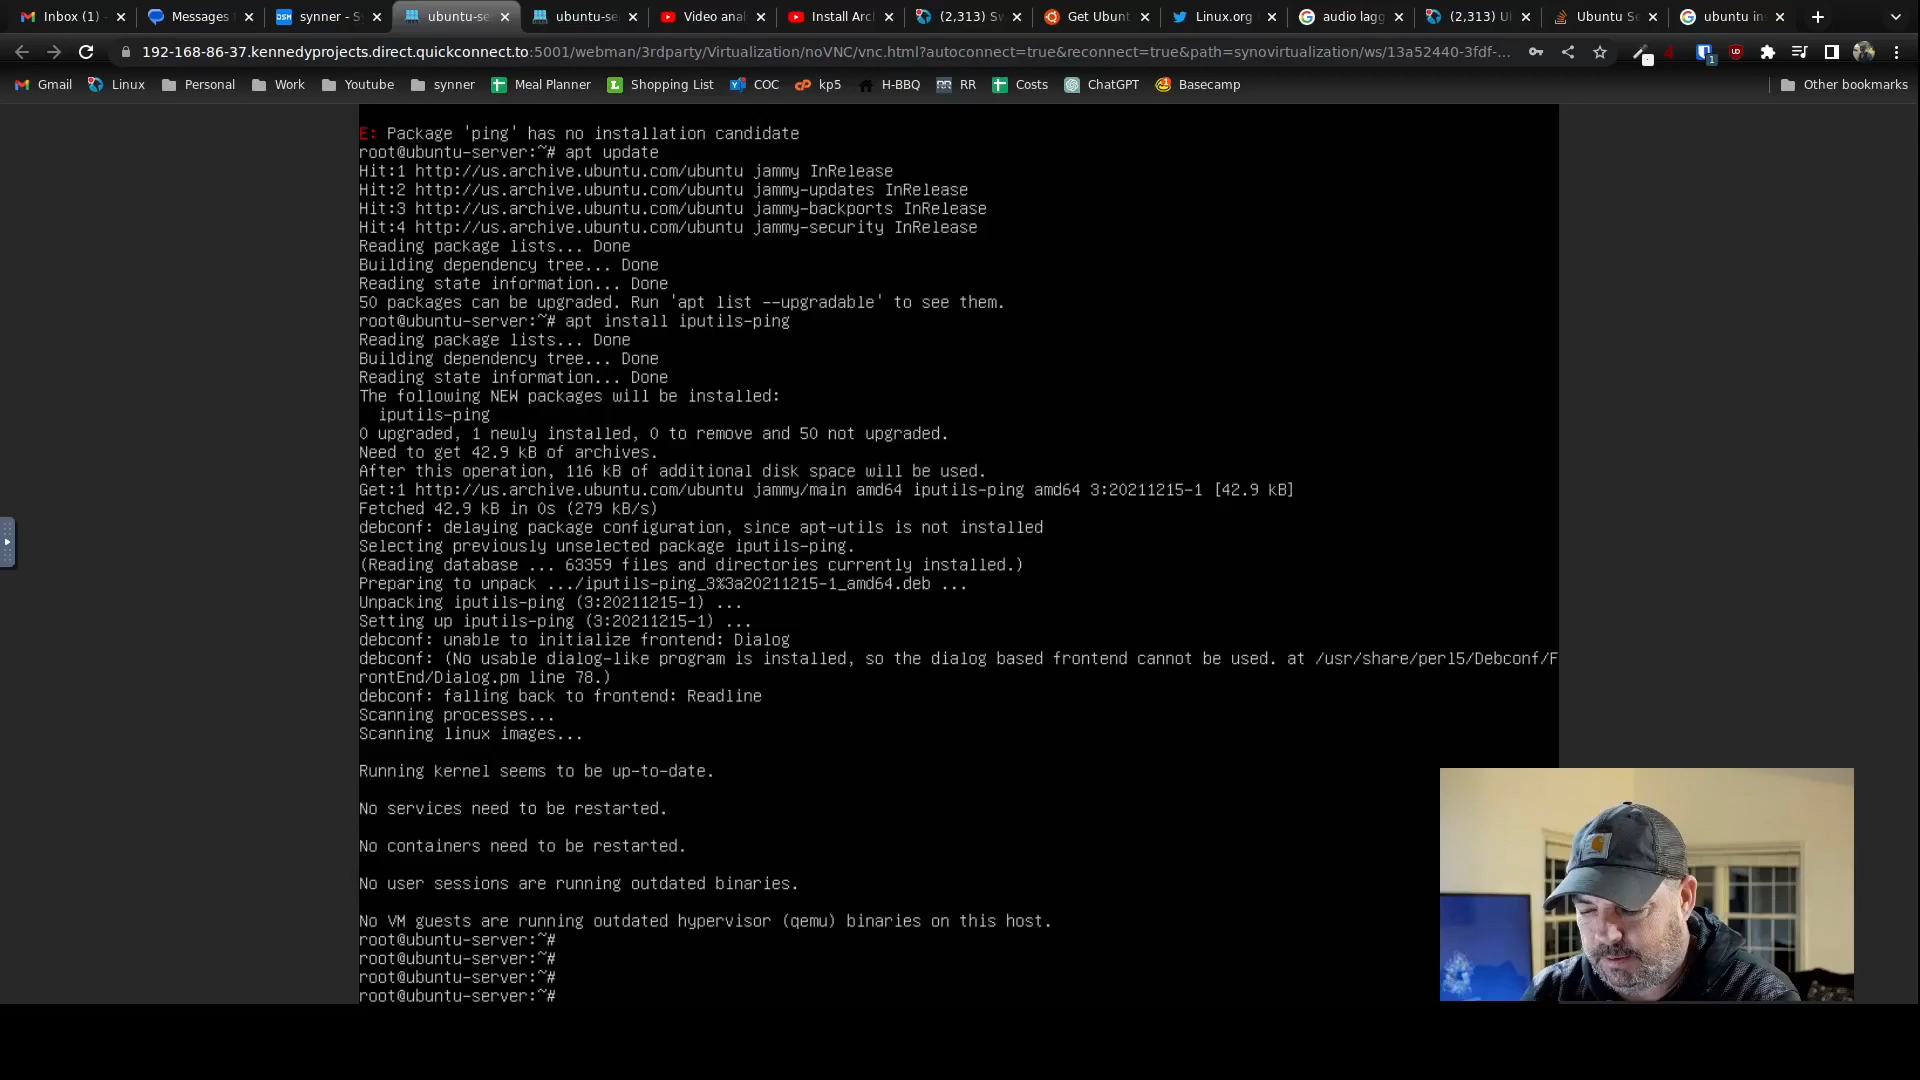 Inbox (1)
Messages
synner - S
ubuntu-se
ubuntu-se
Video anal
Install Arc
(2,313) Sw
Get Ubunt
Linux.org
audio lagg
(2,313) U
Ubuntu Se
ubuntu in
192-168-86-37.kennedyprojects.direct.quickconnect.to:5001/webman/3rdparty/Virtualization/noVNC/vnc.html?autoconnect=true&reconnect=true&path=synovirtualization/ws/13a52440-3fdf-...
Gmail
Linux
Personal
Work
Youtube
synner
Meal Planner
Shopping List
COC
kp5
H-BBQ
RR
Costs
ChatGPT
Basecamp
Other bookmarks
E: Package 'ping' has no installation candidate
root@ubuntu-server:~# apt update
Hit:1 http://us.archive.ubuntu.com/ubuntu jammy InRelease
Hit:2 http://us.archive.ubuntu.com/ubuntu jammy-updates InRelease
Hit:3 http://us.archive.ubuntu.com/ubuntu jammy-backports InRelease
Hit:4 http://us.archive.ubuntu.com/ubuntu jammy-security InRelease
Reading package lists... Done
Building dependency tree... Done
Reading state information... Done
50 packages can be upgraded. Run 'apt list --upgradable' to see them.
root@ubuntu-server:~# apt install iputils-ping
Reading package lists... Done
Building dependency tree... Done
Reading state information... Done
The following NEW packages will be installed:
iputils-ping
0 upgraded, 1 newly installed, 0 to remove and 50 not upgraded.
Need to get 42.9 kB of archives.
After this operation, 116 kB of additional disk space will be used.
Get:1 http://us.archive.ubuntu.com/ubuntu jammy/main amd64 iputils-ping amd64 3:20211215-1 [42.9 kB]
Fetched 42.9 kB in 0s (279 kB/s)
debconf: delaying package configuration, since apt-utils is not installed
Selecting previously unselected package iputils-ping.
(Reading database ... 63359 files and directories currently installed.)
Preparing to unpack .../iputils-ping_3%3a20211215-1_amd64.deb ...
Unpacking iputils-ping (3:20211215-1) ...
Setting up iputils-ping (3:20211215-1) ...
debconf: unable to initialize frontend: Dialog
debconf: (No usable dialog-like program is installed, so the dialog based frontend cannot be used. at /usr/share/perl5/Debconf/F
rontEnd/Dialog.pm line 78.)
debconf: falling back to frontend: Readline
Scanning processes...
Scanning linux images...
Running kernel seems to be up-to-date.
No services need to be restarted.
No containers need to be restarted.
No user sessions are running outdated binaries.
No VM guests are running outdated hypervisor (qemu) binaries on this host.
root@ubuntu-server:~#
root@ubuntu-server:~#
root@ubuntu-server:~#
root@ubuntu-server:~#